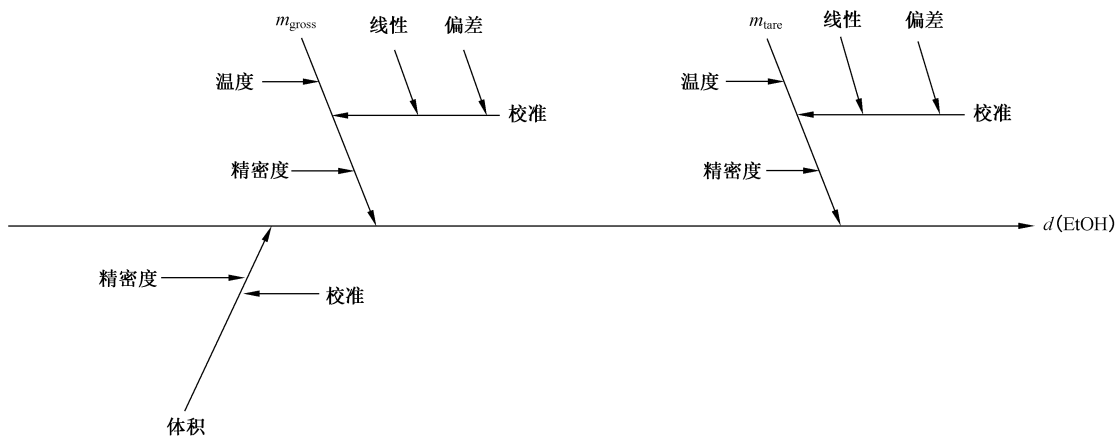 m_gross 线性 偏差 m_tare 线性 偏差
温度 温度
校准 校准
精密度 精密度
d(EtOH)
精密度
校准
体积